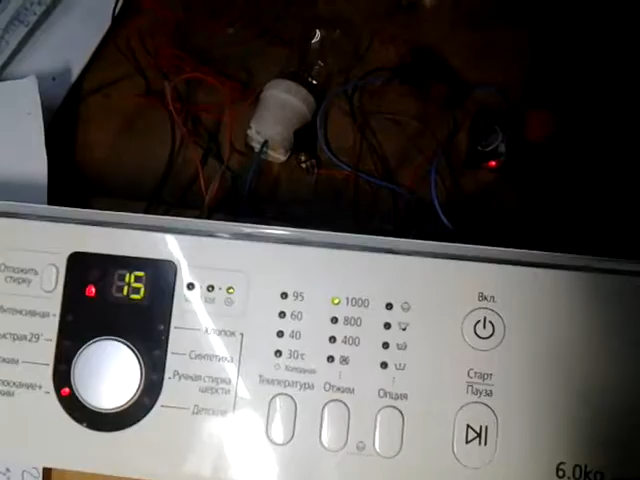 Отложить
стирку
15
Интенсивная
Быстрая 29'
хлопок
Синтетика
Ручная стирка
шерсти
Детские
95
60
40
30°c
Холодная
Температура
1000
800
400
Отжим
Опция
Вкл.
Старт
Пауза
6.0kg